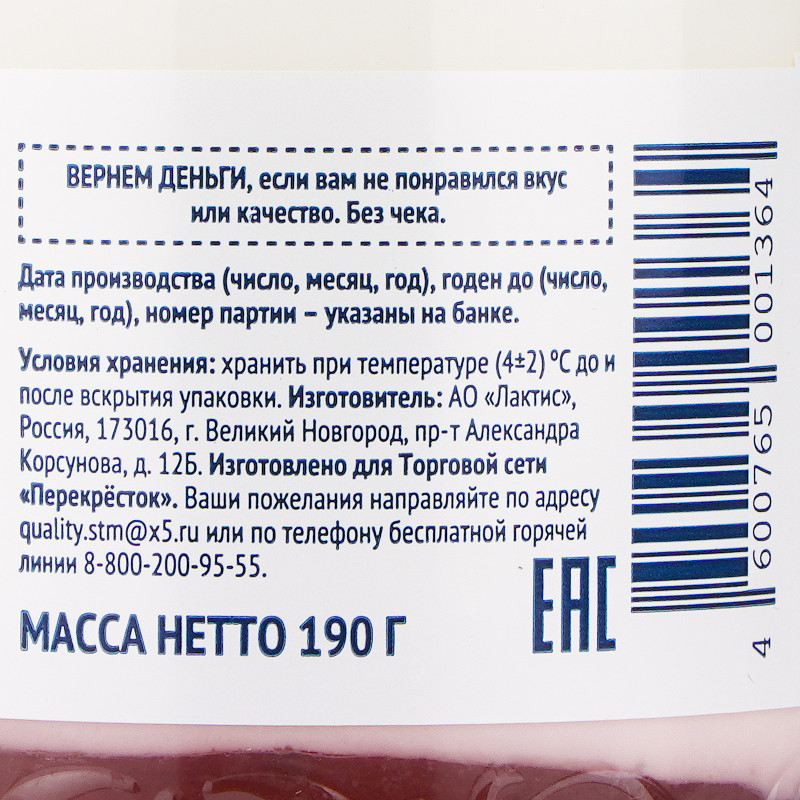 ВЕРНЕМ ДЕНЬГИ, если вам не понравился вкус
или качество. Без чека.
Дата производства (число, месяц, год), годен до (число,
месяц, год), номер партии – указаны на банке.
Условия хранения: хранить при температуре (4±2) °С до и
после вскрытия упаковки. Изготовитель: АО «Лактис»,
Россия, 173016, г. Великий Новгород, пр-т Александра
Корсунова, д. 12Б. Изготовлено для Торговой сети
«Перекрёсток». Ваши пожелания направляйте по адресу
quality.stm@x5.ru или по телефону бесплатной горячей
линии 8-800-200-95-55.
МАССА НЕТТО 190 Г
ЕАС
4 600765 001364